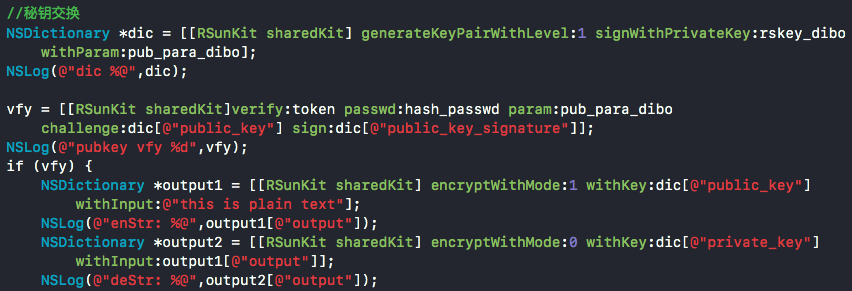 //秘钥交换
NSDictionary *dic = [[RSunKit sharedKit] generateKeyPairWithLevel:1 signWithPrivateKey:rskey_dibo
withParam:pub_para_dibo];
NSLog(@"dic %@",dic);
vfy = [[RSunKit sharedKit]verify:token passwd:hash_passwd param:pub_para_dibo
challenge:dic[@"public_key"] sign:dic[@"public_key_signature"]];
NSLog(@"pubkey vfy %d",vfy);
if (vfy) {
NSDictionary *output1 = [[RSunKit sharedKit] encryptWithMode:1 withKey:dic[@"public_key"]
withInput:@"this is plain text"];
NSLog(@"enStr: %@",output1[@"output"]);
NSDictionary *output2 = [[RSunKit sharedKit] encryptWithMode:0 withKey:dic[@"private_key"]
withInput:output1[@"output"]];
NSLog(@"deStr: %@",output2[@"output"]);